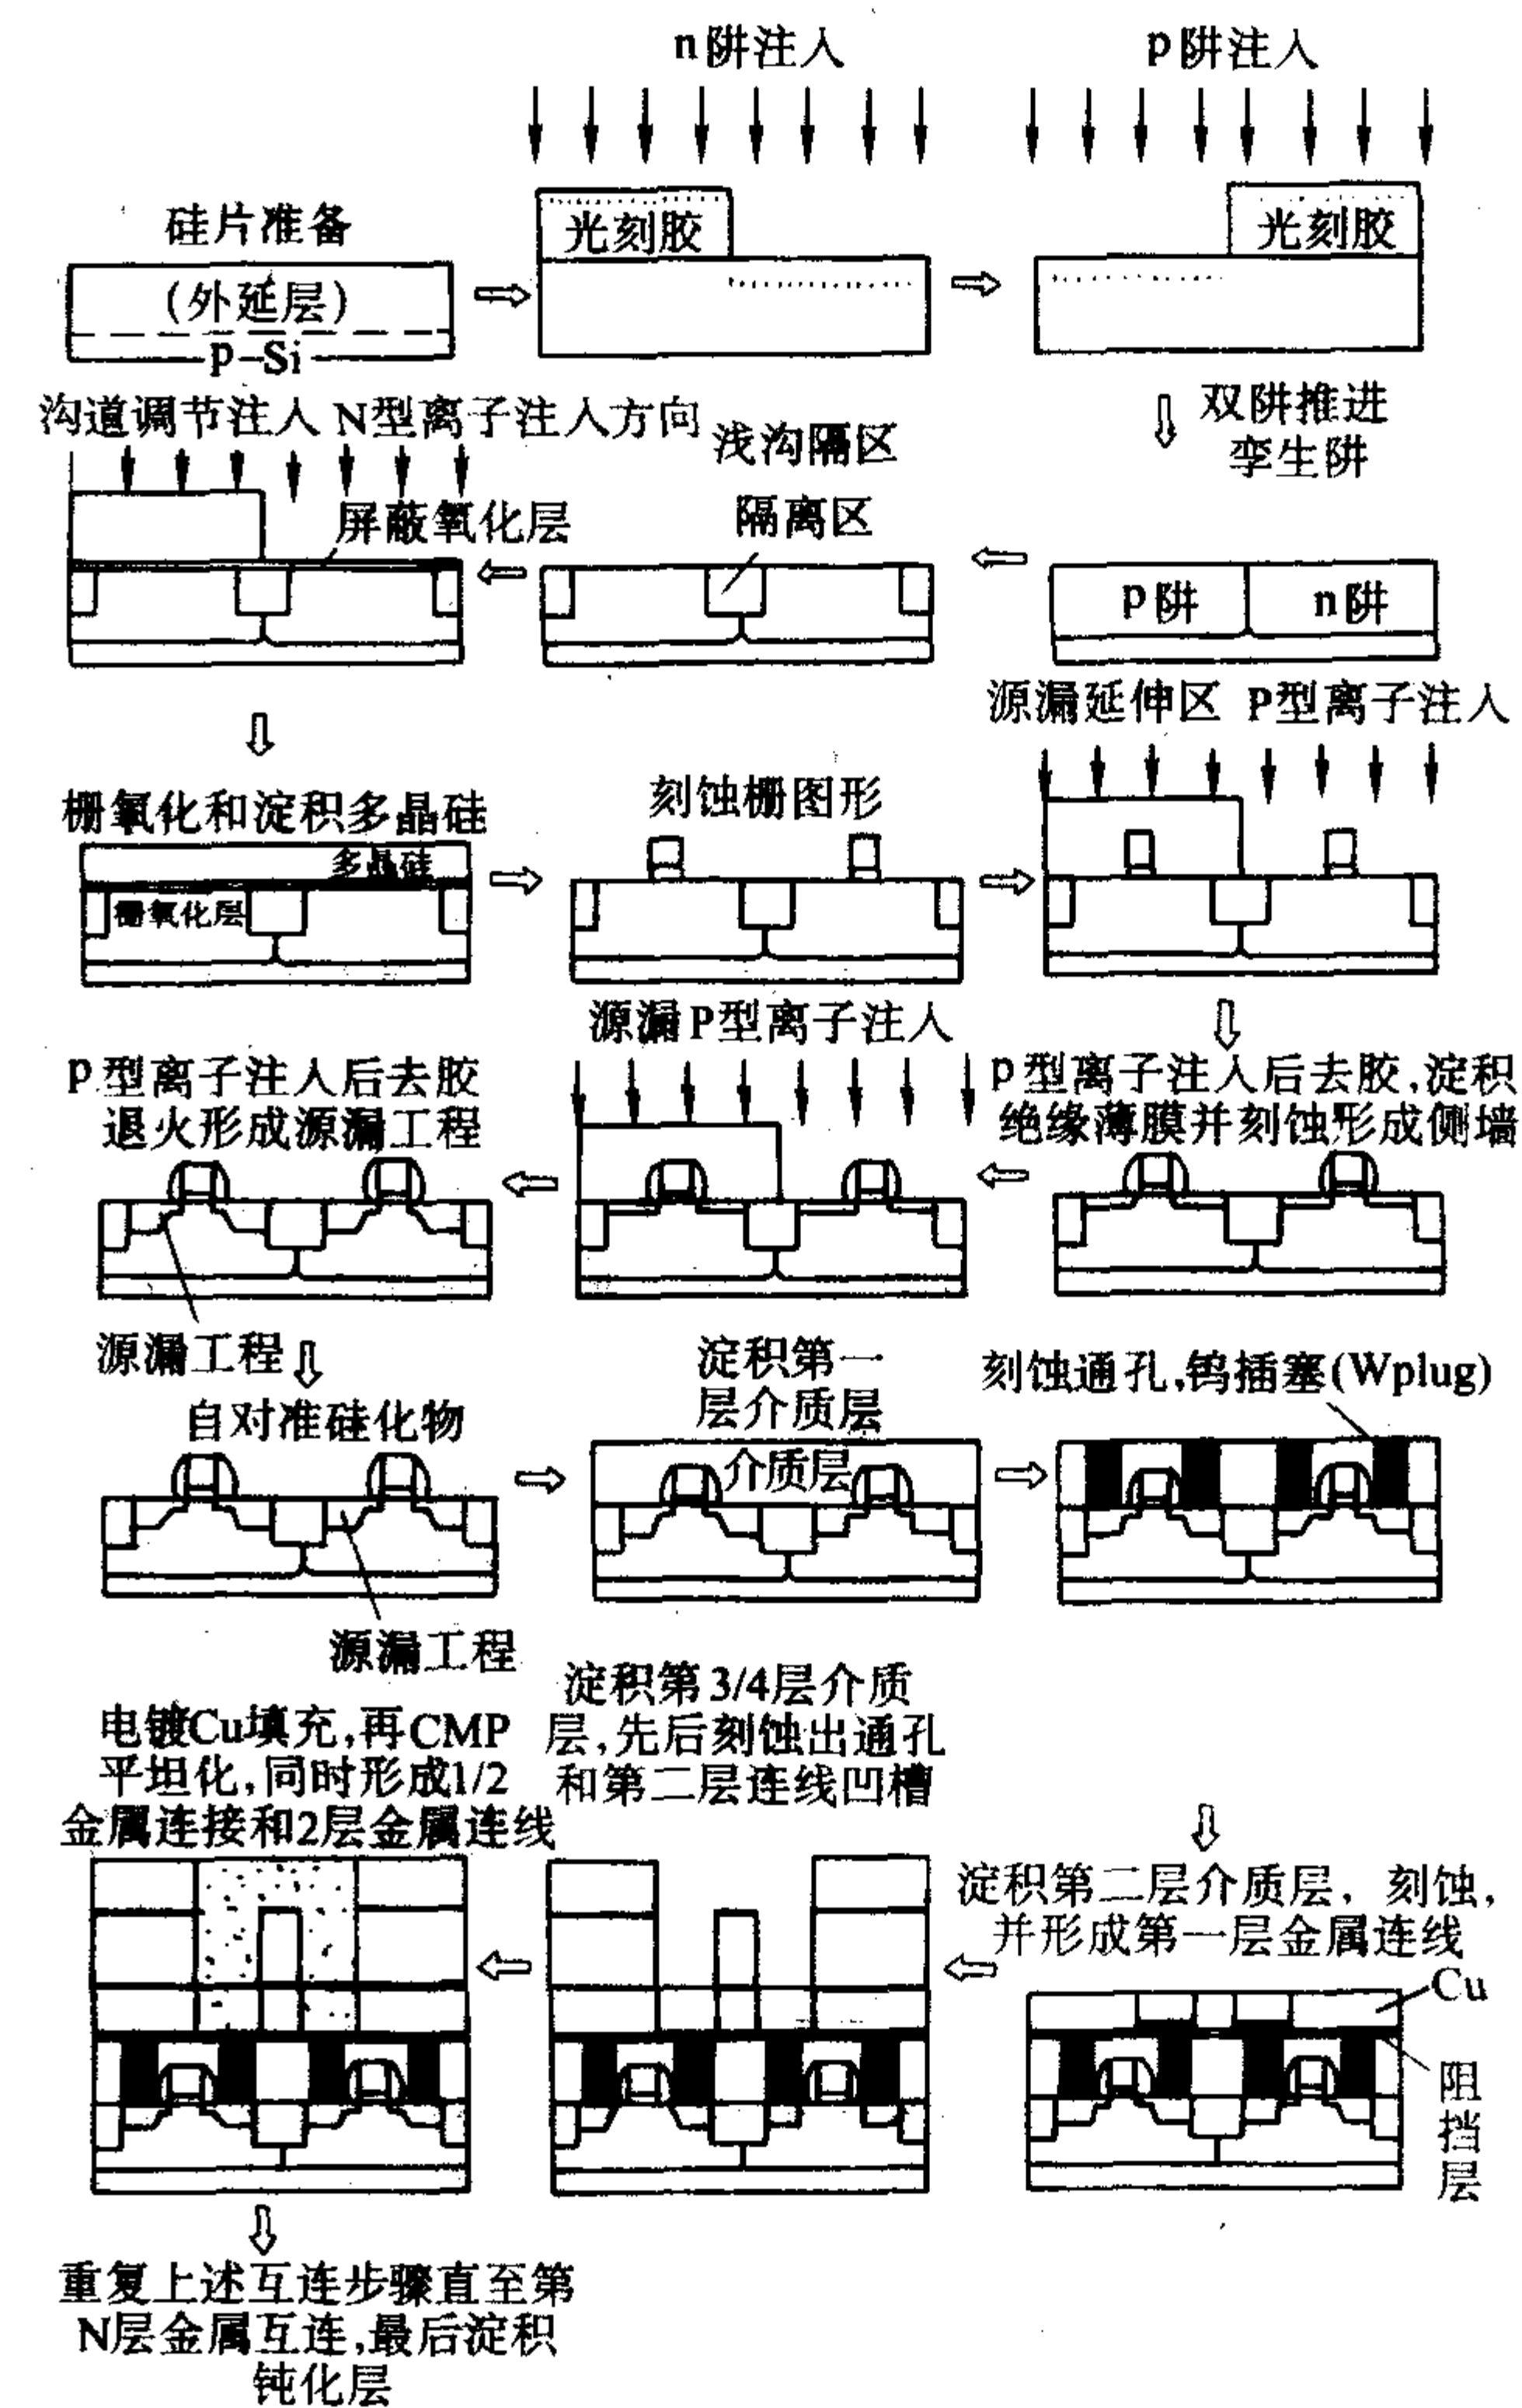 n阱注入
p阱注入
硅片准备
(外延层)
p-Si
光刻胶
光刻胶
双阱推进
孪生阱
p阱
n阱
浅沟隔区
隔离区
沟道调节注入 N型离子注入方向
屏蔽氧化层
栅氧化和淀积多晶硅
多晶硅
栅氧化层
刻蚀栅图形
源漏延伸区 P型离子注入
p型离子注入后去胶,淀积
绝缘薄膜并刻蚀形成侧墙
源漏P型离子注入
p型离子注入后去胶
退火形成源漏工程
源漏工程
自对准硅化物
源漏工程
淀积第一
层介质层
介质层
刻蚀通孔,钨插塞(Wplug)
淀积第二层介质层，刻蚀,
并形成第一层金属连线
Cu
阻
挡
层
淀积第3/4层介质
层,先后刻蚀出通孔
和第二层连线凹槽
电镀Cu填充,再CMP
平坦化,同时形成1/2
金属连接和2层金属连线
重复上述互连步骤直至第
N层金属互连,最后淀积
钝化层